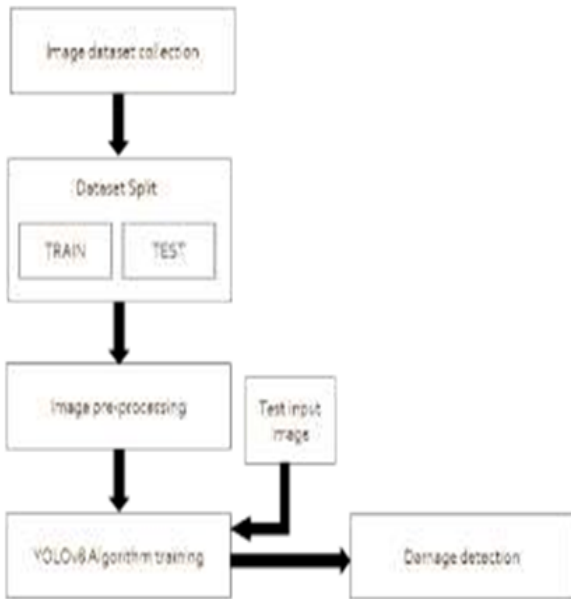 Image dataset collection
Dataset Split
TRAIN
TEST
Image pre-processing
Test input
image
YOLOv8 Algorithm training
Damage detection